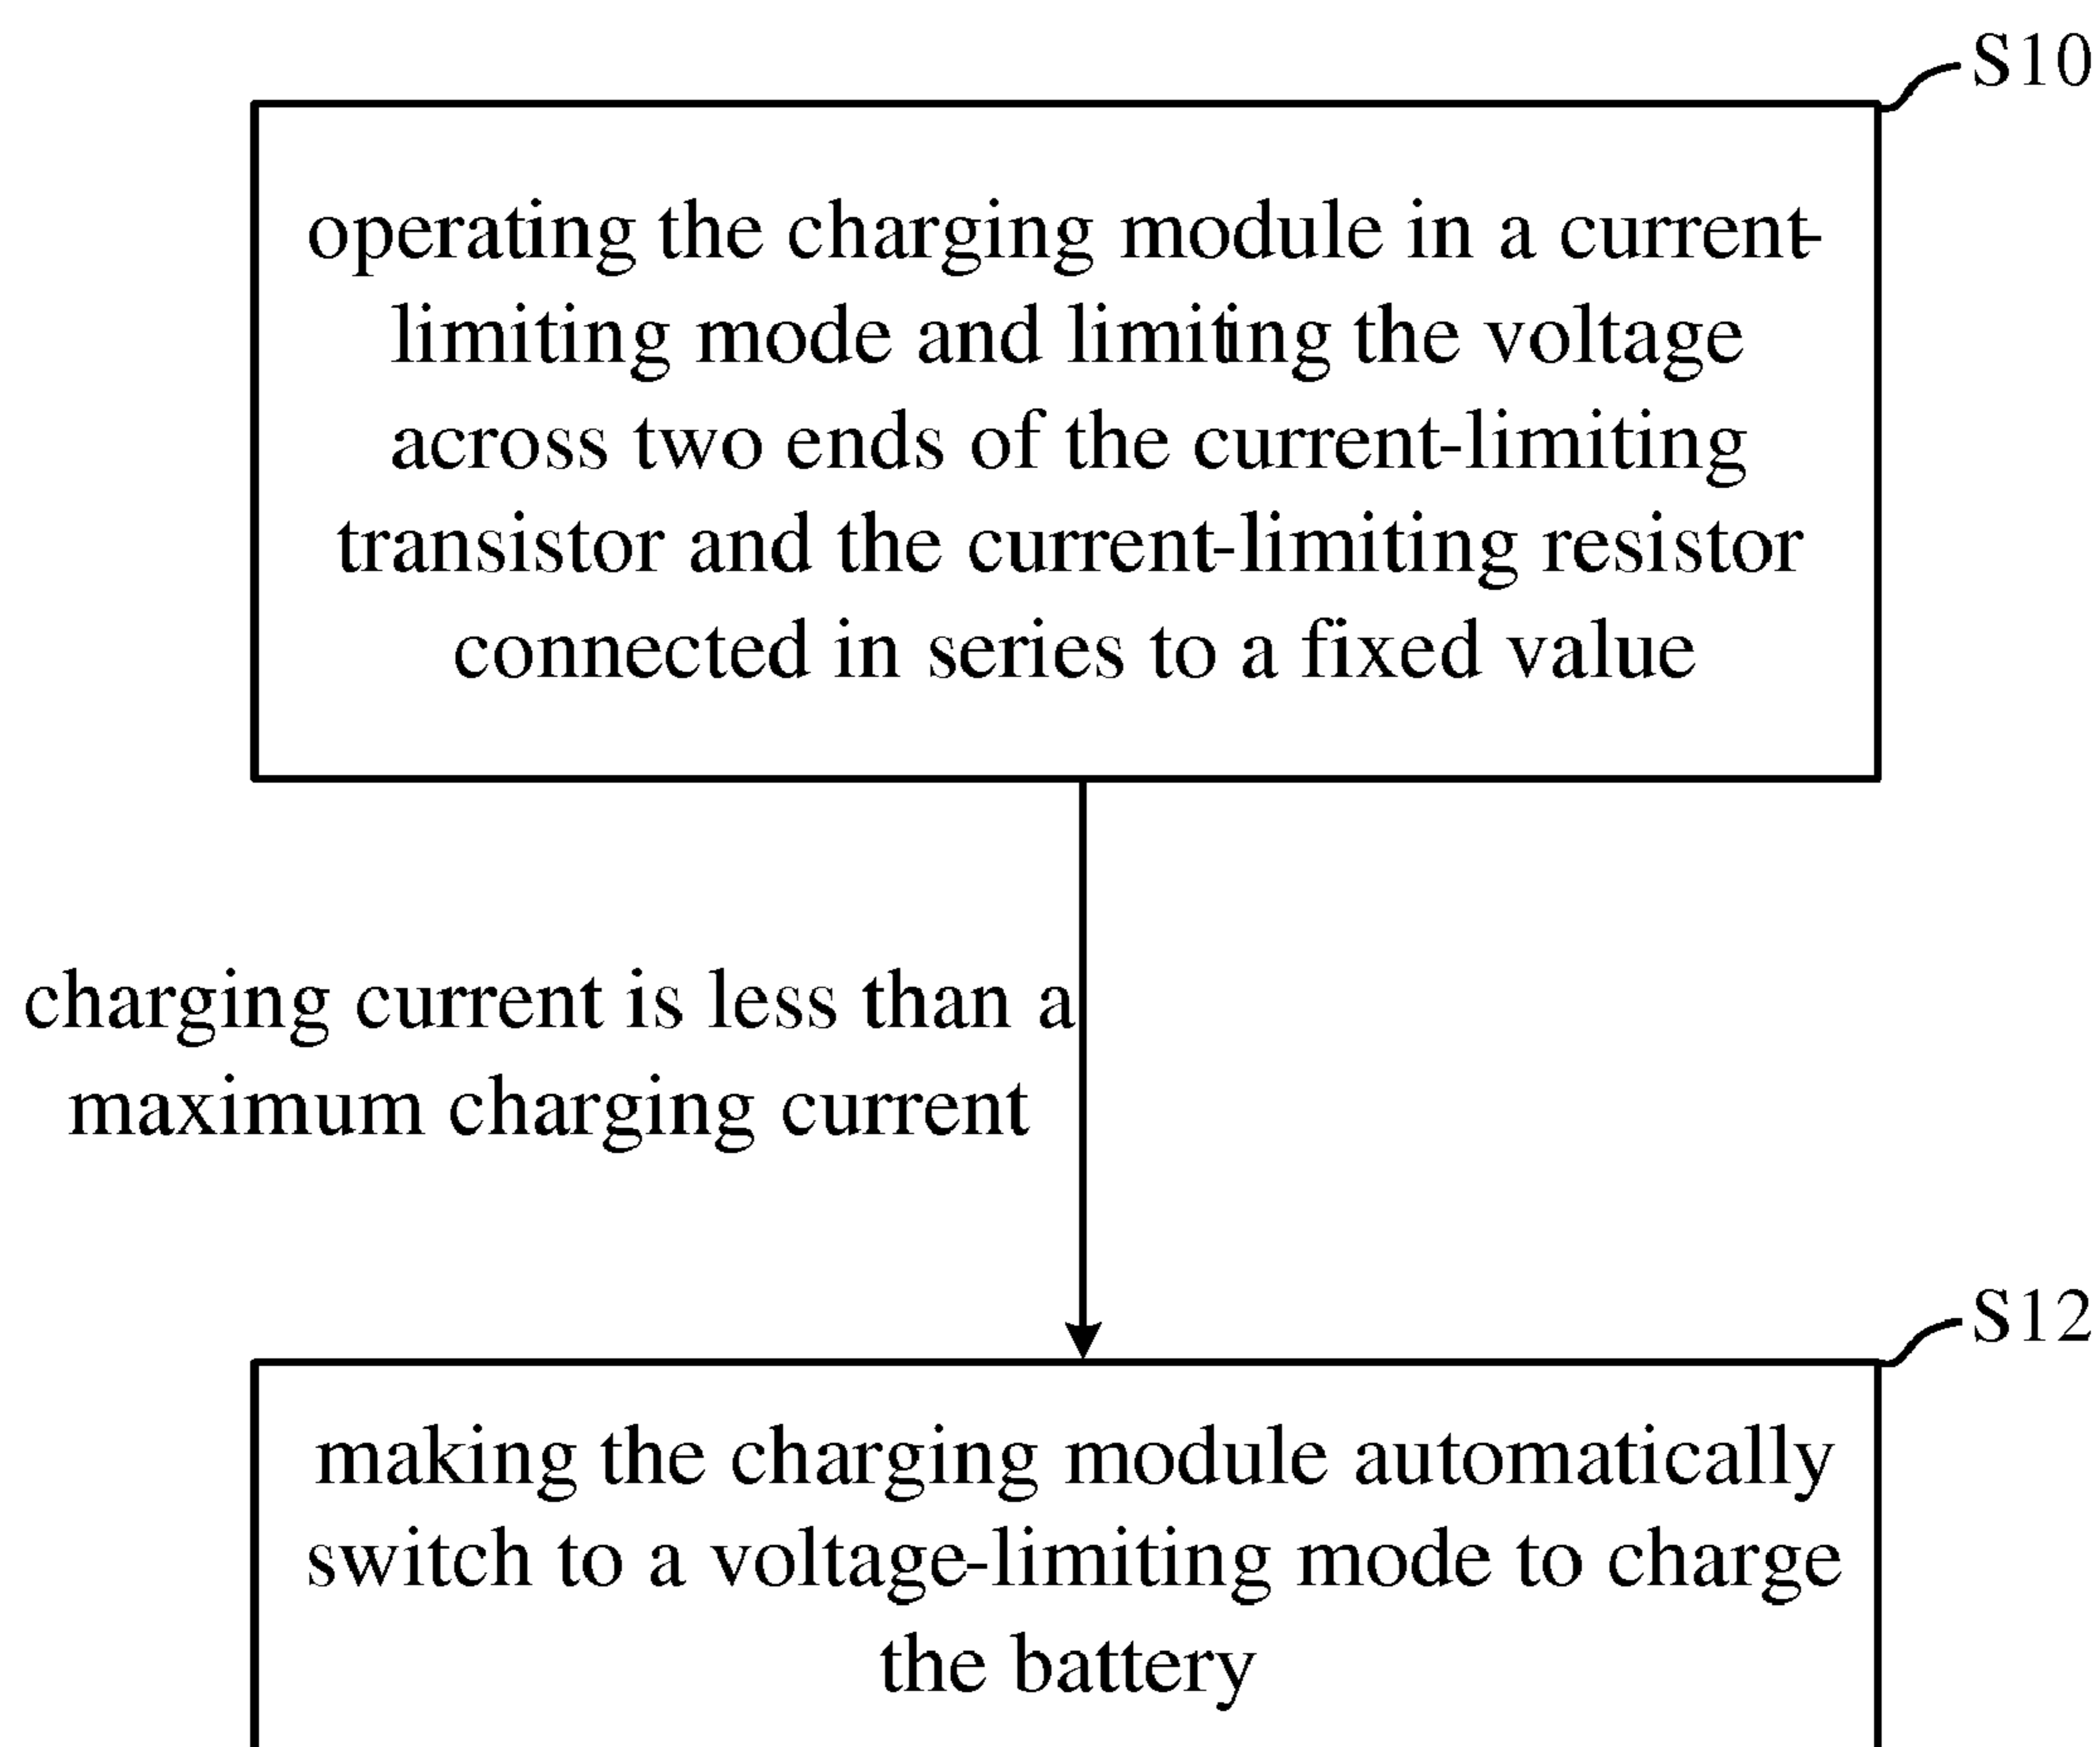 S10
operating the charging module in a current-
limiting mode and limiting the voltage
across two ends of the current-limiting
transistor and the current-limiting resistor
connected in series to a fixed value
charging current is less than a
maximum charging current
S12
making the charging module automatically
switch to a voltage-limiting mode to charge
the battery